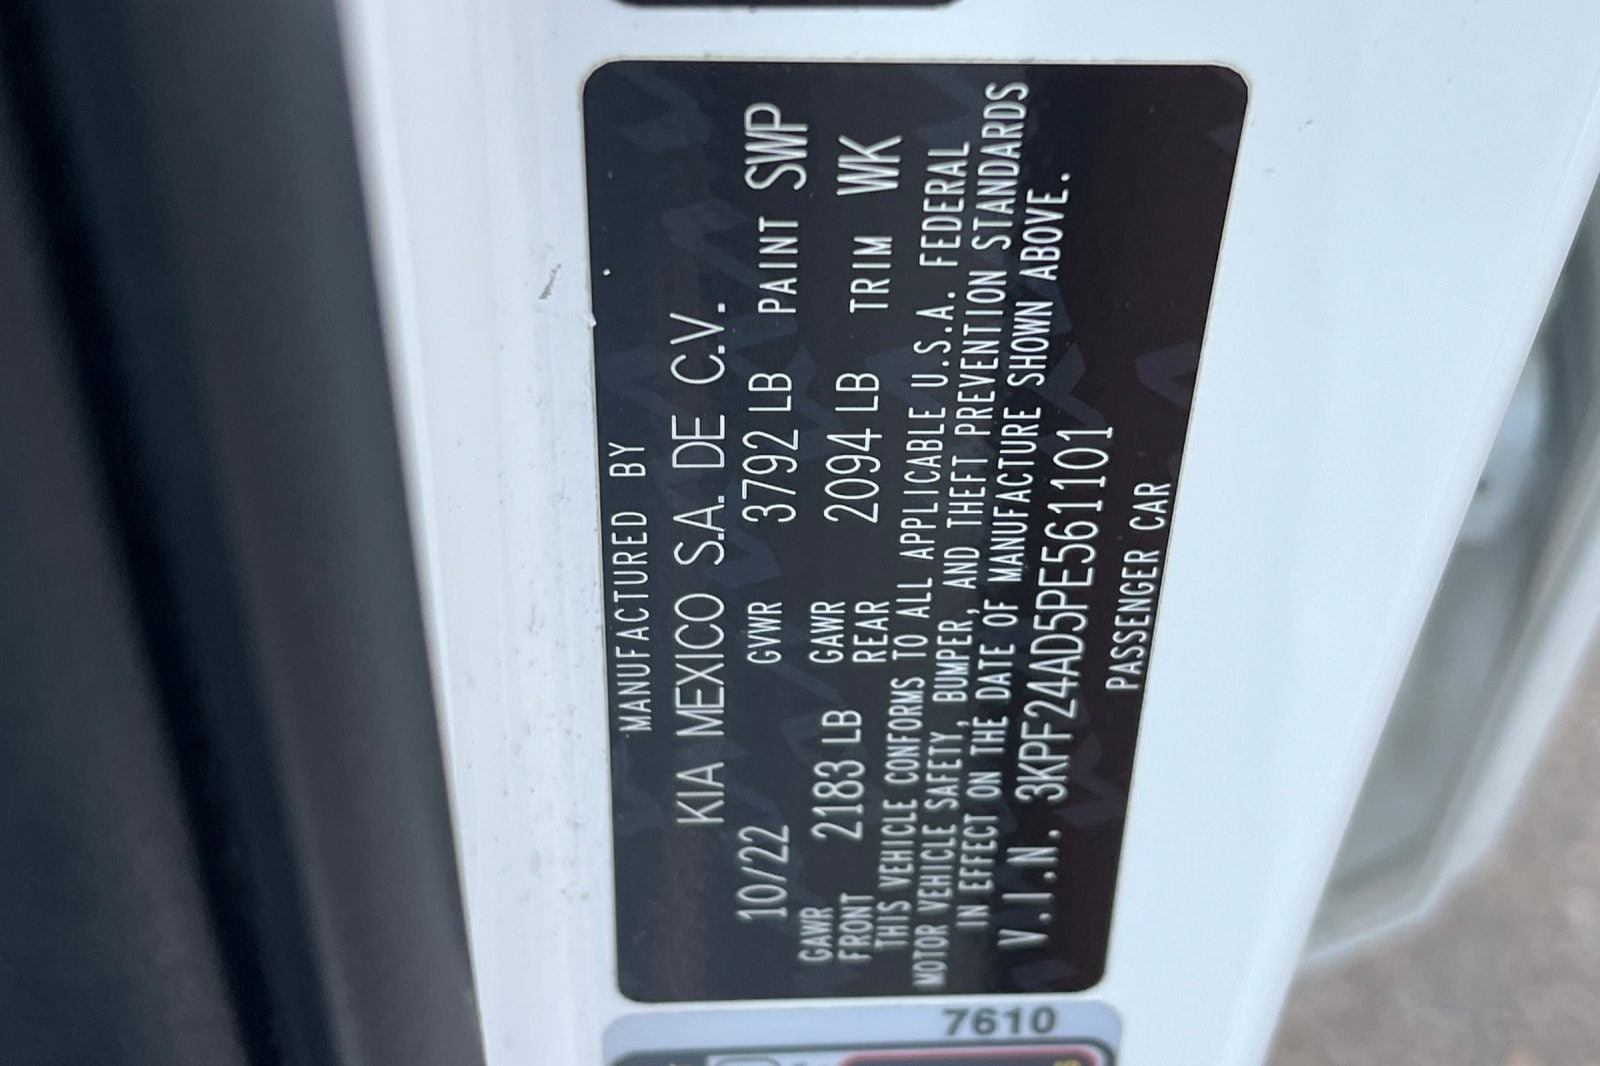 MANUFACTURED BY
KIA MEXICO S.A. DE C.V.
10/22 GVWR 3792 LB PAINT SWP
GAWR FRONT 2183 LB GAWR REAR 2094 LB TRIM WK
THIS VEHICLE CONFORMS TO ALL APPLICABLE U.S.A. FEDERAL
MOTOR VEHICLE SAFETY, BUMPER, AND THEFT PREVENTION STANDARDS
IN EFFECT ON THE DATE OF MANUFACTURE SHOWN ABOVE.
V.I.N. 3KPF24AD5PE561101
PASSENGER CAR
7610